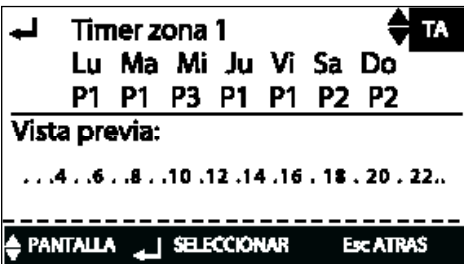 Timer zona 1 TA
Lu Ma Mi Ju Vi Sa Do
P1 P1 P3 P1 P1 P2 P2
Vista previa:
. . .4 . .6 . .8 . .10 .12 .14 .16 . 18 . 20 . 22..
PANTALLA SELECCIONAR Esc ATRAS